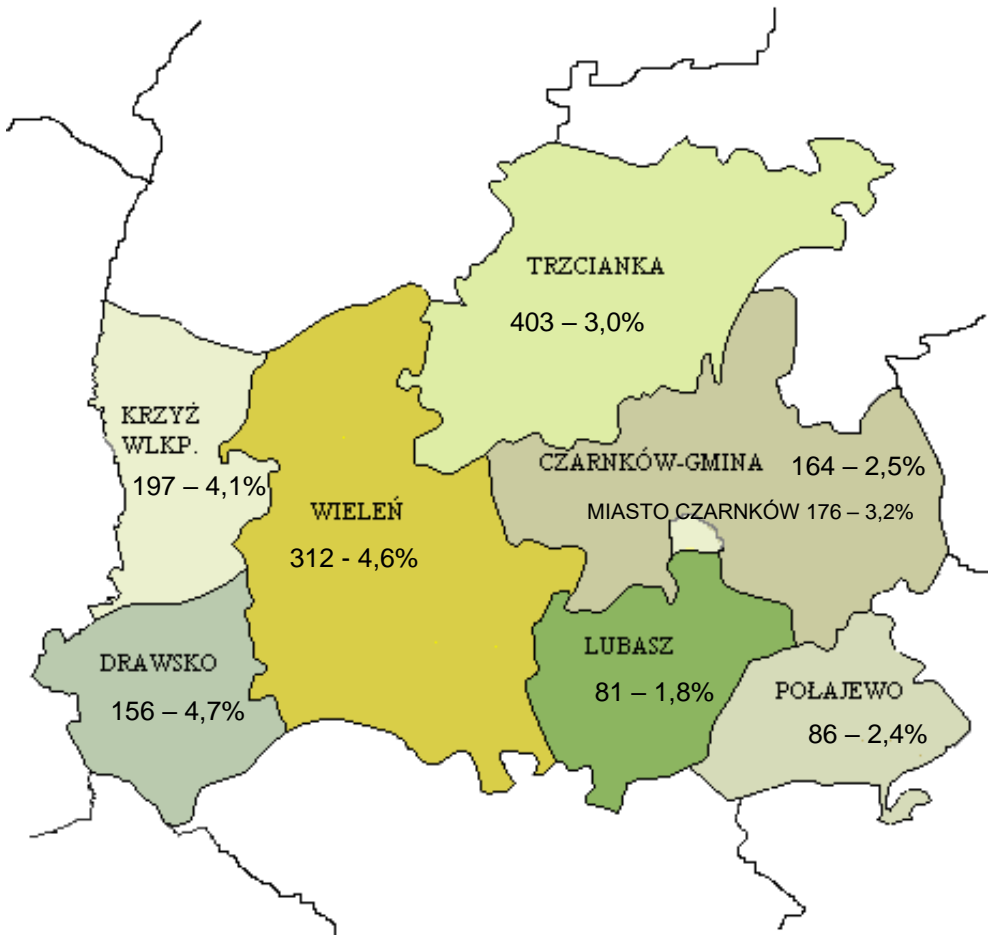 TRZCIANKA
403 – 3,0%
KRZYŻ
WLKP.
197 – 4,1%
CZARNKÓW-GMINA 164 – 2,5%
MIASTO CZARNKÓW 176 – 3,2%
WIELEŃ
312 - 4,6%
DRAWSKO
156 – 4,7%
LUBASZ
81 – 1,8%
POŁAJEWO
86 – 2,4%